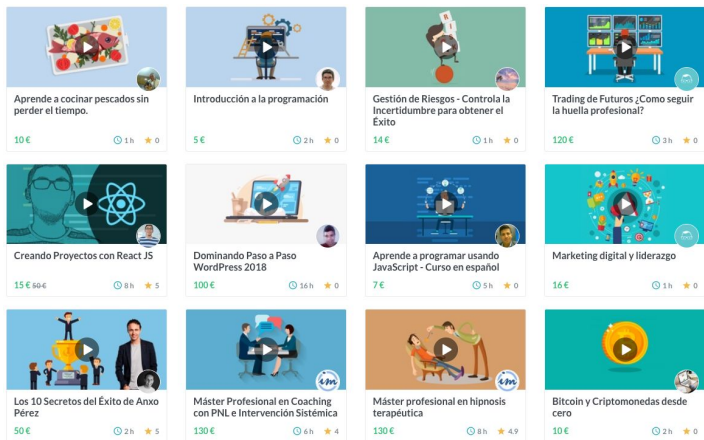 Aprende a cocinar pescados sin
perder el tiempo.
10 €
1 h
0
Introducción a la programación
5 €
2 h
0
Gestión de Riesgos - Controla la
Incertidumbre para obtener el
Éxito
14 €
1 h
0
Trading de Futuros ¿Como seguir
la huella profesional?
120 €
3 h
0
Creando Proyectos con React JS
15 € 50 €
8 h
5
Dominando Paso a Paso
WordPress 2018
100 €
16 h
0
Aprende a programar usando
JavaScript - Curso en español
7 €
5 h
0
Marketing digital y liderazgo
16 €
1 h
0
Los 10 Secretos del Éxito de Anxo
Pérez
50 €
2 h
5
Máster Profesional en Coaching
con PNL e Intervención Sistémica
130 €
6 h
4
im
Máster profesional en hipnosis
terapéutica
130 €
8 h
4.9
im
Bitcoin y Criptomonedas desde
cero
10 €
2 h
0